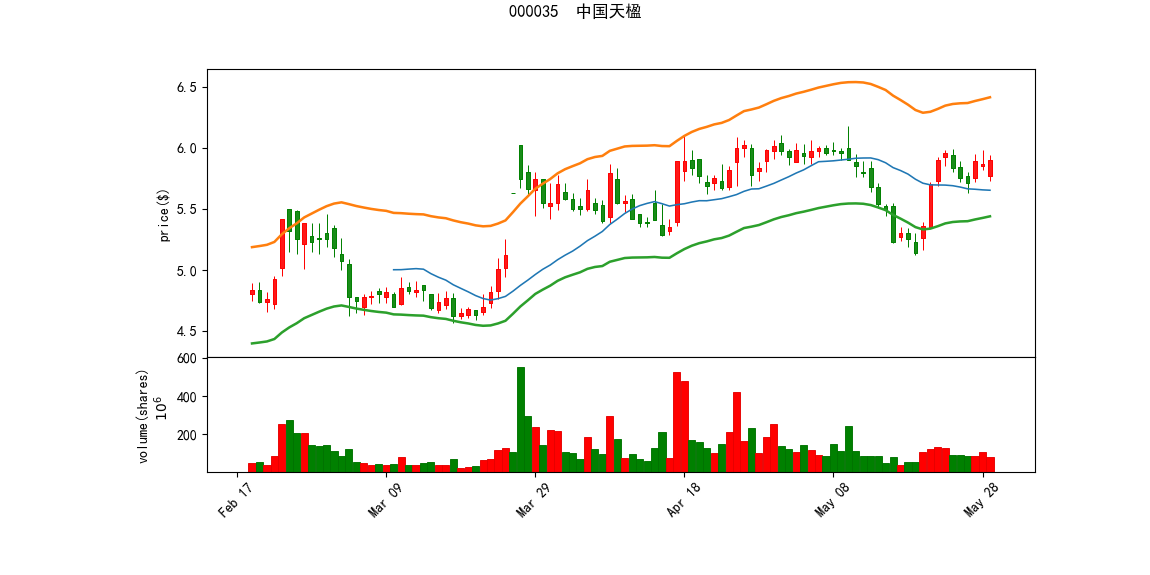 000035 中国天楹
6.5
6.0
5.5
5.0
4.5
price($)
600
400
200
volume(shares)
10^6
Feb 17
Mar 09
Mar 29
Apr 18
May 08
May 28